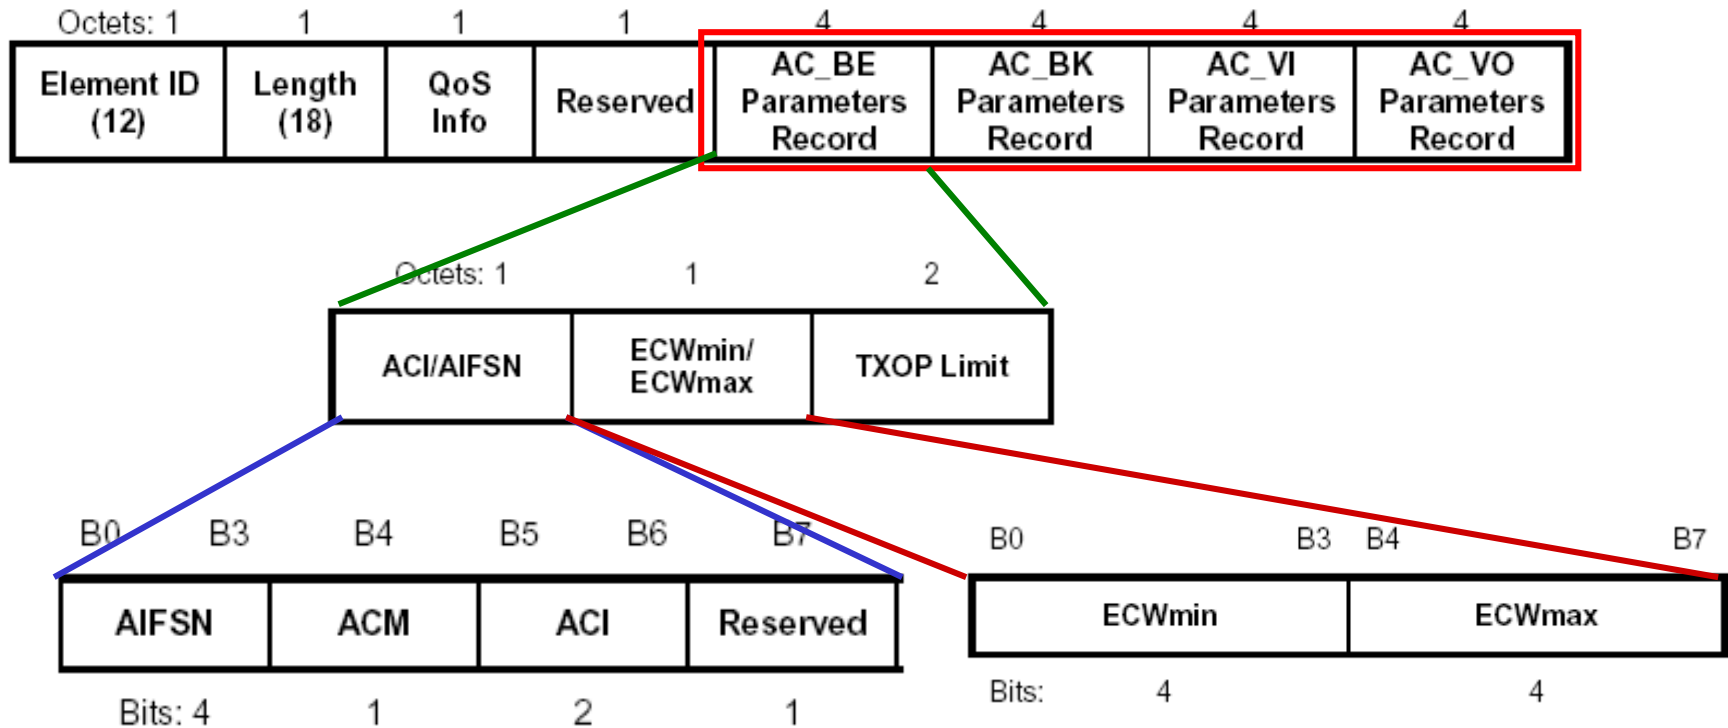 Octets: 1 1 1 1 4 4 4 4
Element ID
(12)
Length
(18)
QoS
Info
Reserved
AC_BE
Parameters
Record
AC_BK
Parameters
Record
AC_VI
Parameters
Record
AC_VO
Parameters
Record
Octets: 1 1 2
ACI/AIFSN
ECWmin/
ECWmax
TXOP Limit
B0 B3 B4 B5 B6 B7
AIFSN ACM ACI Reserved
Bits: 4 1 2 1
B0 B3 B4 B7
ECWmin ECWmax
Bits: 4 4